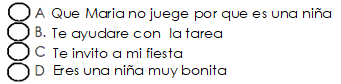 A Que Maria no juege por que es una niña
B. Te ayudare con la tarea
C Te invito a mi fiesta
D Eres una niña muy bonita